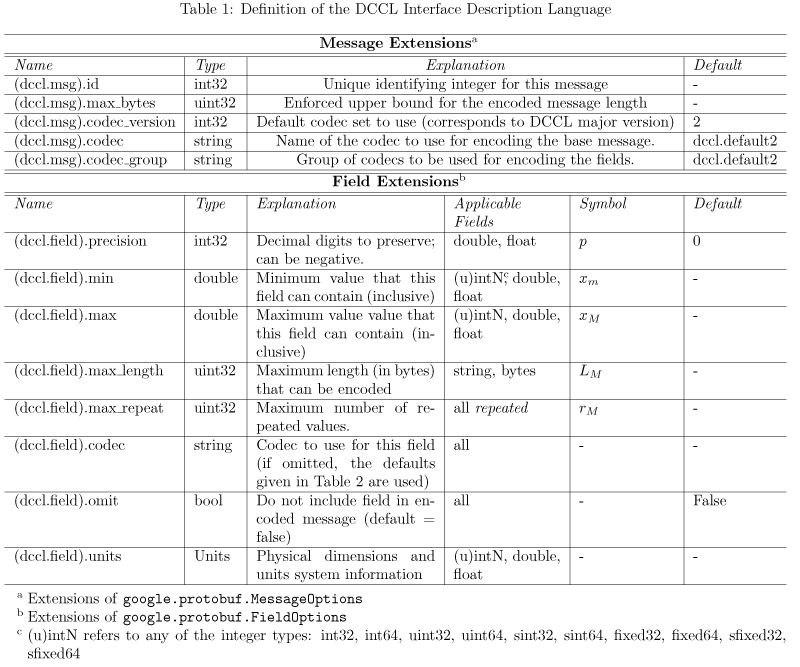 Table 1: Definition of the DCCL Interface Description Language
Message Extensionsᵃ
Name Type Explanation Default
(dccl.msg).id int32 Unique identifying integer for this message -
(dccl.msg).max_bytes uint32 Enforced upper bound for the encoded message length -
(dccl.msg).codec_version int32 Default codec set to use (corresponds to DCCL major version) 2
(dccl.msg).codec string Name of the codec to use for encoding the base message. dccl.default2
(dccl.msg).codec_group string Group of codecs to be used for encoding the fields. dccl.default2
Field Extensionsᵇ
Name Type Explanation Applicable Symbol Default
Fields
(dccl.field).precision int32 Decimal digits to preserve; double, float p 0
can be negative.
(dccl.field).min double Minimum value that this (u)intN,ᶜ double, xₘ -
field can contain (inclusive) float
(dccl.field).max double Maximum value value that (u)intN, double, x_M -
this field can contain (in- float
clusive)
(dccl.field).max_length uint32 Maximum length (in bytes) string, bytes L_M -
that can be encoded
(dccl.field).max_repeat uint32 Maximum number of re- all repeated r_M -
peated values.
(dccl.field).codec string Codec to use for this field all - -
(if omitted, the defaults
given in Table 2 are used)
(dccl.field).omit bool Do not include field in en- all - False
coded message (default =
false)
(dccl.field).units Units Physical dimensions and (u)intN, double, - -
units system information float
ᵃ Extensions of google.protobuf.MessageOptions
ᵇ Extensions of google.protobuf.FieldOptions
ᶜ (u)intN refers to any of the integer types: int32, int64, uint32, uint64, sint32, sint64, fixed32, fixed64, sfixed32,
sfixed64